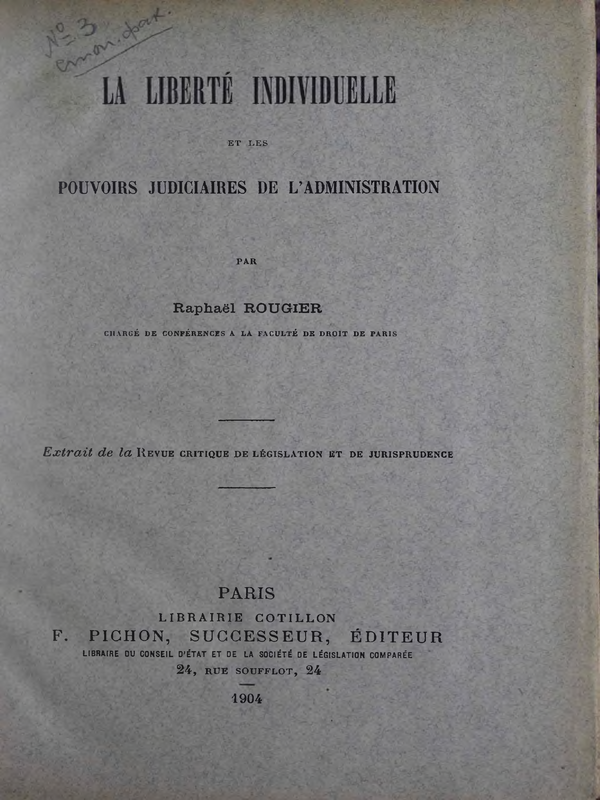 No 3
LA LIBERTÉ INDIVIDUELLE
ET LES
POUVOIRS JUDICIAIRES DE L'ADMINISTRATION
PAR
Raphaël ROUGIER
CHARGÉ DE CONFÉRENCES A LA FACULTÉ DE DROIT DE PARIS
Extrait de la REVUE CRITIQUE DE LÉGISLATION ET DE JURISPRUDENCE
PARIS
LIBRAIRIE COTILLON
F. PICHON, SUCCESSEUR, ÉDITEUR
LIBRAIRE DU CONSEIL D'ÉTAT ET DE LA SOCIÉTÉ DE LÉGISLATION COMPARÉE
24, RUE SOUFFLOT, 24
1904